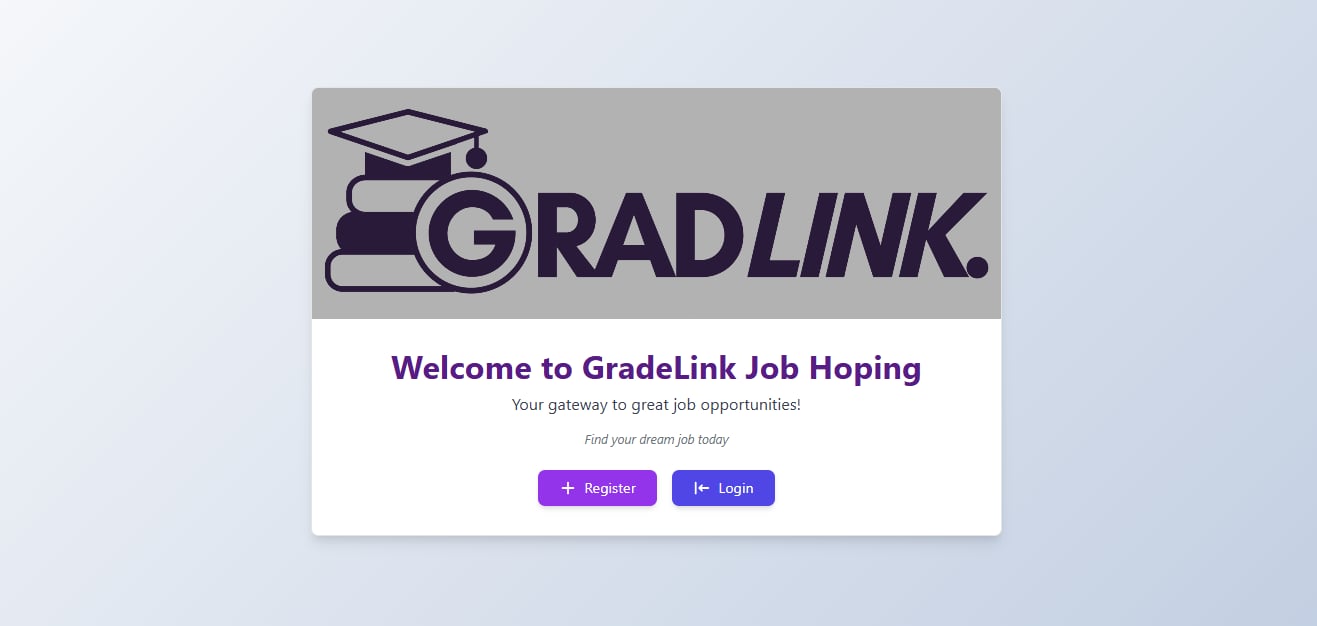 GRADLINK.
Welcome to GradeLink Job Hoping
Your gateway to great job opportunities!
Find your dream job today
Register
Login